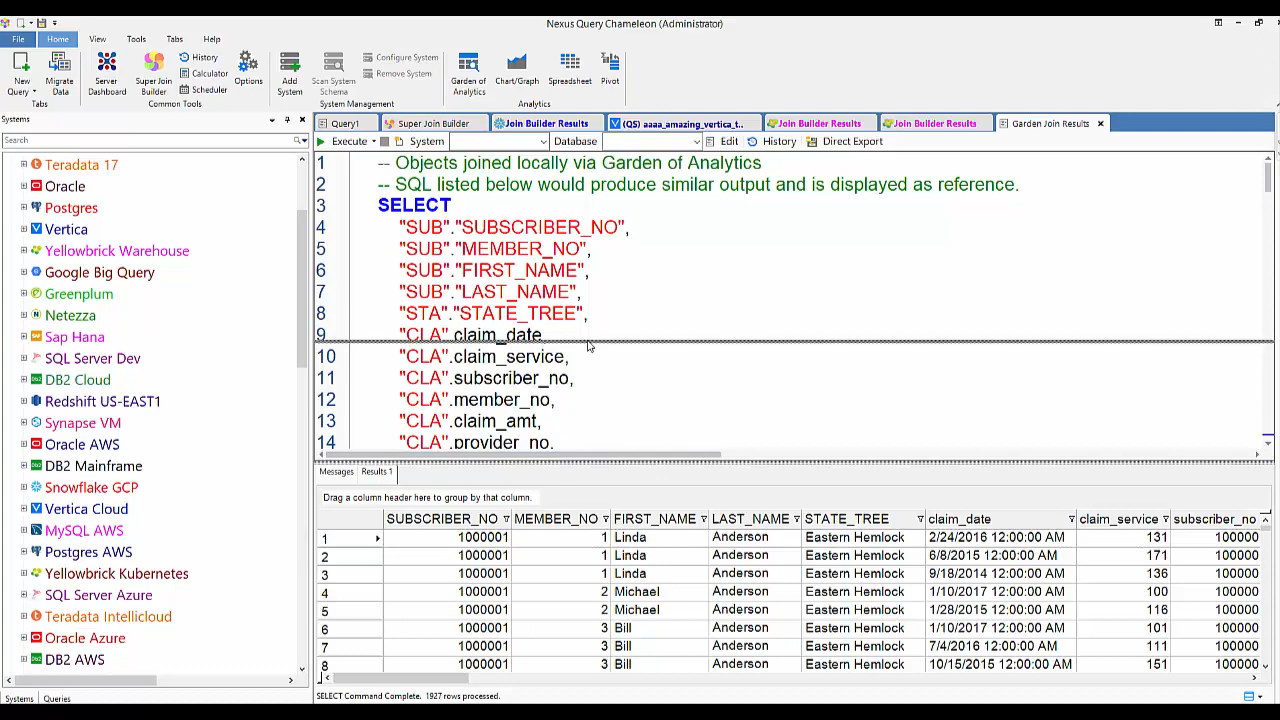 Nexus Query Chameleon (Administrator)
File Home View Tools Tabs Help
New Query
Migrate Data
Tabs
Server Dashboard
Super Join Builder
History
Calculator
Scheduler
Options
Common Tools
Add System
Scan System Schema
Configure System
Remove System
System Management
Garden of Analytics
Chart/Graph
Spreadsheet
Pivot
Analytics
Systems
Search
Teradata 17
Oracle
Postgres
Vertica
Yellowbrick Warehouse
Google Big Query
Greenplum
Netezza
Sap Hana
SQL Server Dev
DB2 Cloud
Redshift US-EAST1
Synapse VM
Oracle AWS
DB2 Mainframe
Snowflake GCP
Vertica Cloud
MySQL AWS
Postgres AWS
Yellowbrick Kubernetes
SQL Server Azure
Teradata Intellicloud
Oracle Azure
DB2 AWS
Systems Queries
Query1 Super Join Builder Join Builder Results (QS) aaaa_amazing_vertica_t... Join Builder Results Join Builder Results Garden Join Results
Execute System Database Edit History Direct Export
1 -- Objects joined locally via Garden of Analytics
2 -- SQL listed below would produce similar output and is displayed as reference.
3 SELECT
4 "SUB"."SUBSCRIBER_NO",
5 "SUB"."MEMBER_NO",
6 "SUB"."FIRST_NAME",
7 "SUB"."LAST_NAME",
8 "STA"."STATE_TREE",
9 "CLA".claim_date,
10 "CLA".claim_service,
11 "CLA".subscriber_no,
12 "CLA".member_no,
13 "CLA".claim_amt,
14 "CLA".provider_no,
Messages Results 1
Drag a column header here to group by that column.
SUBSCRIBER_NO MEMBER_NO FIRST_NAME LAST_NAME STATE_TREE claim_date claim_service subscriber_no
1 1000001 1 Linda Anderson Eastern Hemlock 2/24/2016 12:00:00 AM 131 100000
2 1000001 1 Linda Anderson Eastern Hemlock 6/8/2015 12:00:00 AM 171 100000
3 1000001 1 Linda Anderson Eastern Hemlock 9/18/2014 12:00:00 AM 136 100000
4 1000001 2 Michael Anderson Eastern Hemlock 1/10/2017 12:00:00 AM 100 100000
5 1000001 2 Michael Anderson Eastern Hemlock 1/28/2015 12:00:00 AM 116 100000
6 1000001 3 Bill Anderson Eastern Hemlock 1/10/2017 12:00:00 AM 101 100000
7 1000001 3 Bill Anderson Eastern Hemlock 7/4/2016 12:00:00 AM 111 100000
8 1000001 3 Bill Anderson Eastern Hemlock 10/15/2015 12:00:00 AM 151 100000
SELECT Command Complete. 1927 rows processed.